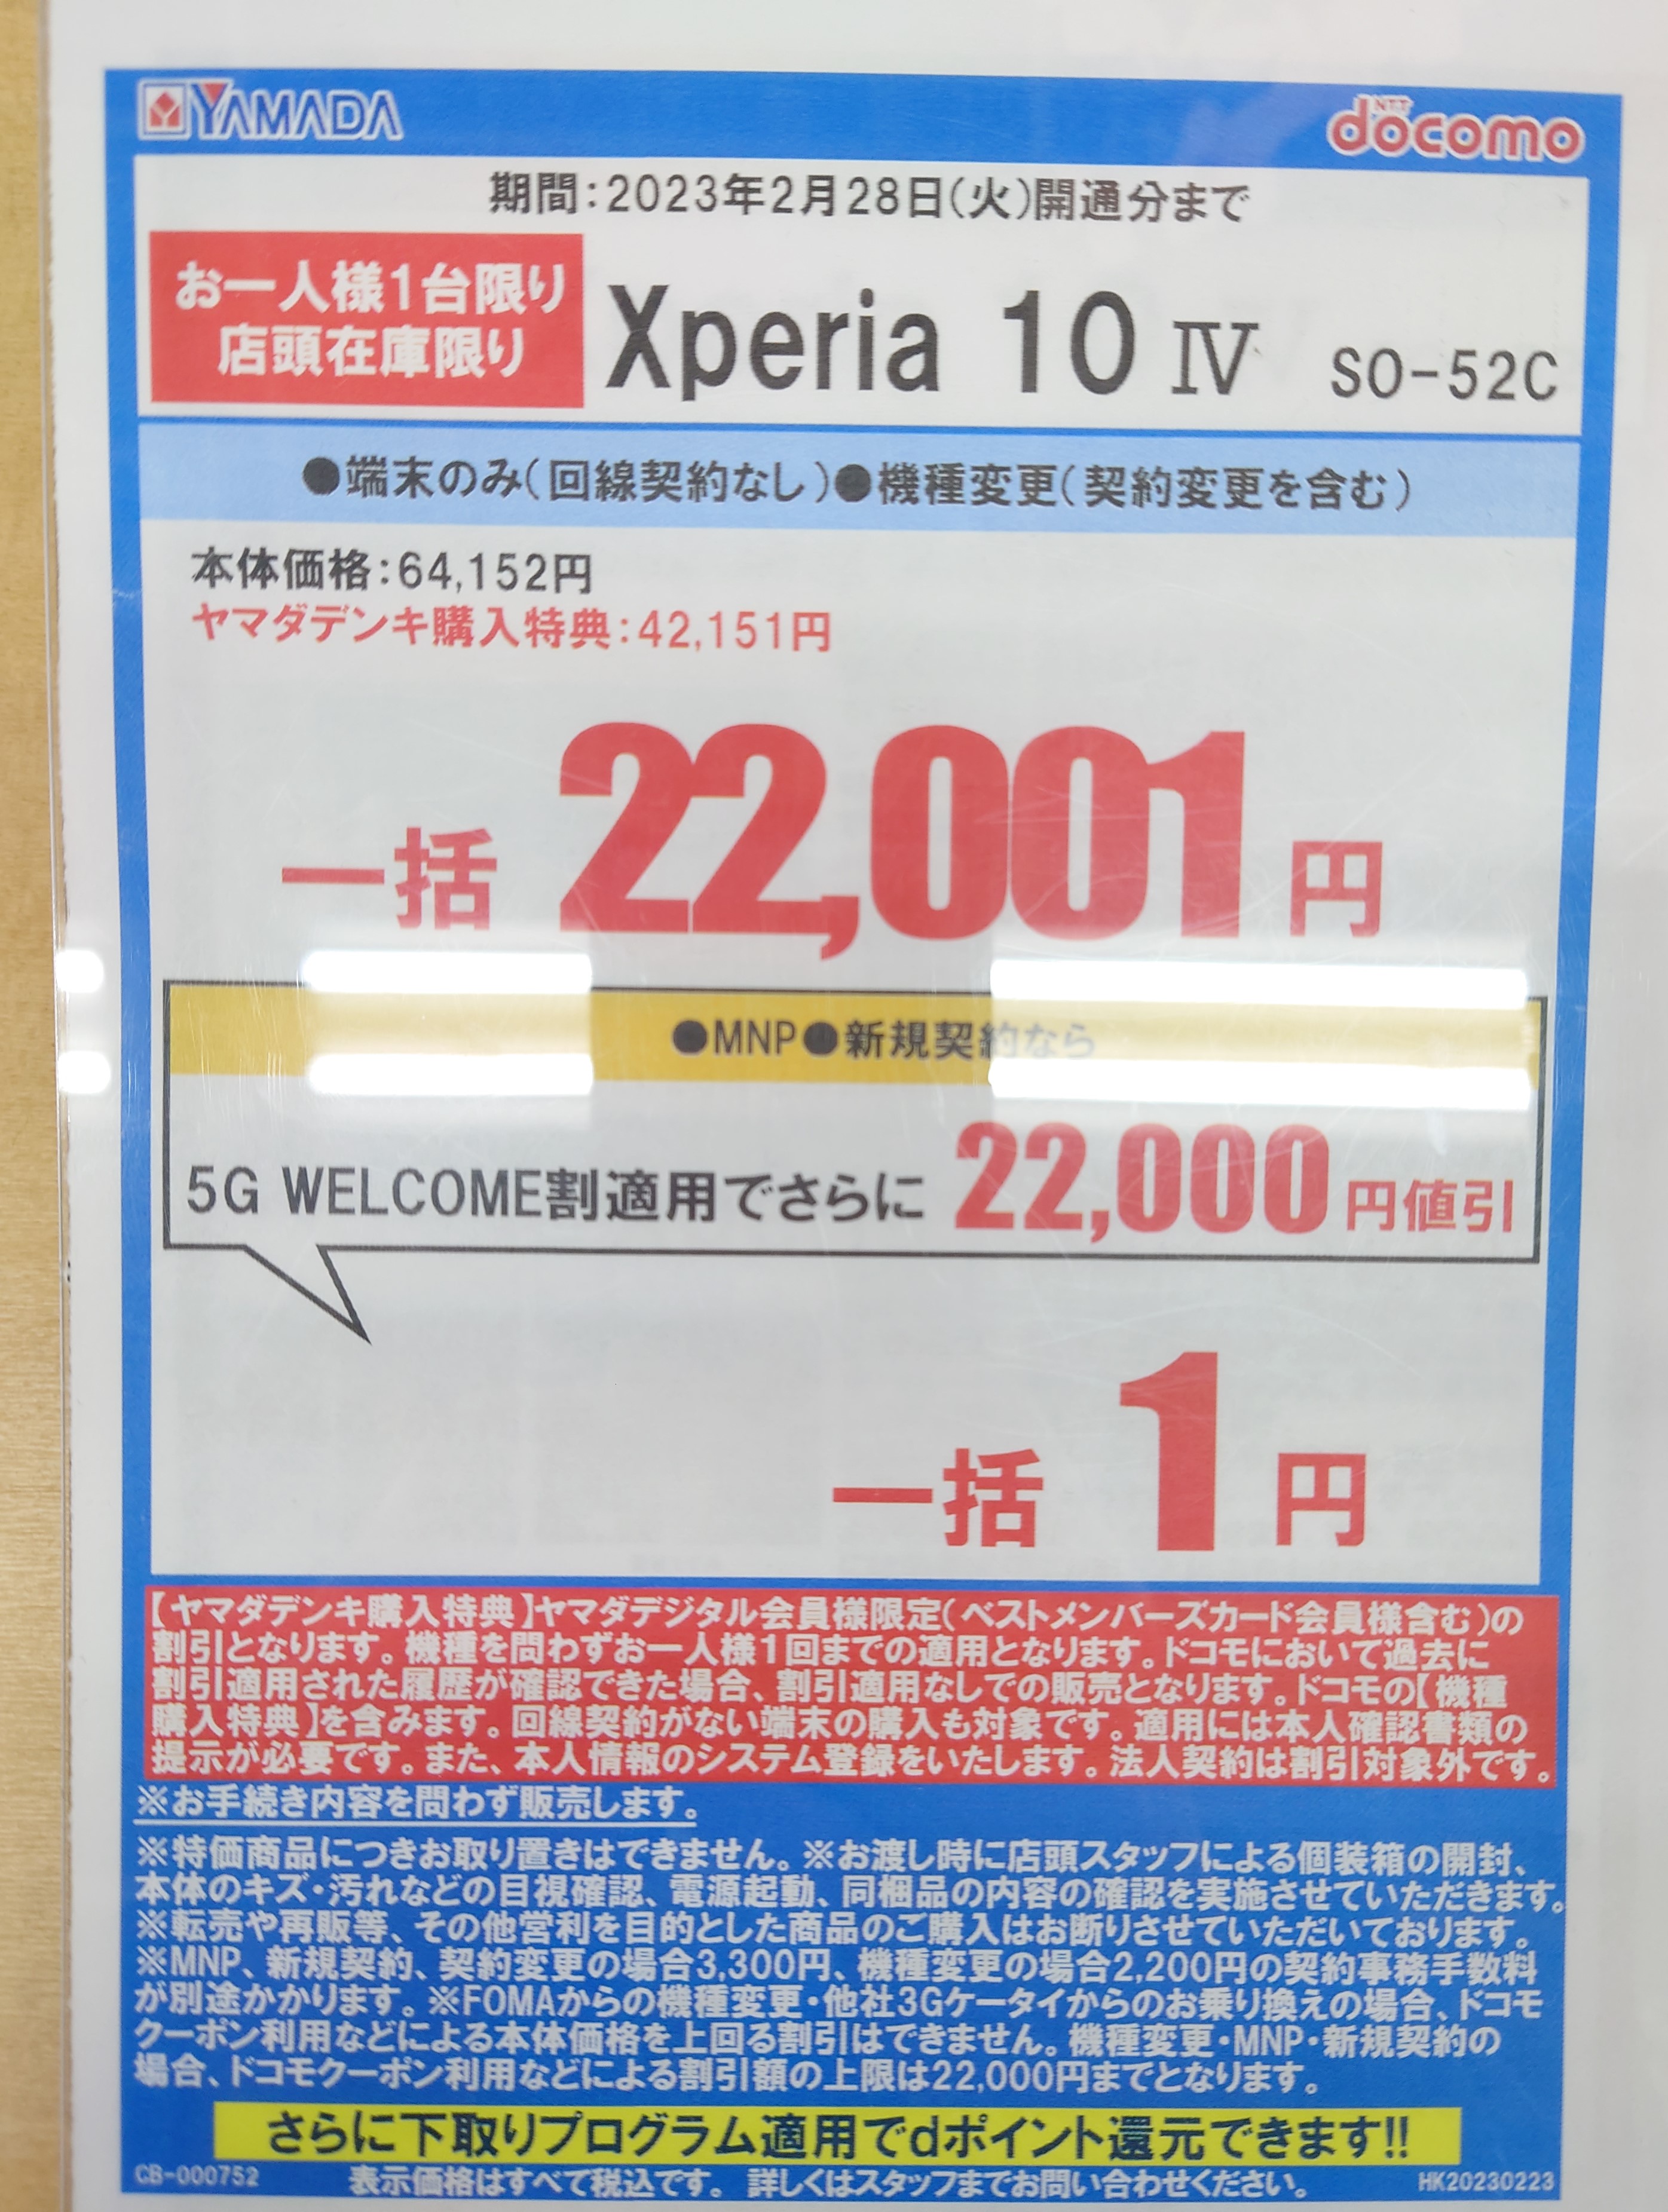 YAMADA
NTT docomo
期間：2023年2月28日(火)開通分まで
お一人様1台限り
店頭在庫限り
Xperia 10 Ⅳ SO-52C
●端末のみ(回線契約なし)●機種変更(契約変更を含む)
本体価格：64,152円
ヤマダデンキ購入特典：42,151円
一括 22,001円
●MNP●新規契約なら
5G WELCOME割適用でさらに 22,000円値引
一括 1円
【ヤマダデンキ購入特典】ヤマダデジタル会員様限定(ベストメンバーズカード会員様含む)の
割引となります。機種を問わずお一人様1回までの適用となります。ドコモにおいて過去に
割引適用された履歴が確認できた場合、割引適用なしでの販売となります。ドコモの【機種
購入特典】を含みます。回線契約がない端末の購入も対象です。適用には本人確認書類の
提示が必要です。また、本人情報のシステム登録をいたします。法人契約は割引対象外です。
※お手続き内容を問わず販売します。
※特価商品につきお取り置きはできません。※お渡し時に店頭スタッフによる個装箱の開封、
本体のキズ・汚れなどの目視確認、電源起動、同梱品の内容の確認を実施させていただきます。
※転売や再販等、その他営利を目的とした商品のご購入はお断りさせていただいております。
※MNP、新規契約、契約変更の場合3,300円、機種変更の場合2,200円の契約事務手数料
が別途かかります。※FOMAからの機種変更・他社3Gケータイからのお乗り換えの場合、ドコモ
クーポン利用などによる本体価格を上回る割引はできません。機種変更・MNP・新規契約の
場合、ドコモクーポン利用などによる割引額の上限は22,000円までとなります。
さらに下取りプログラム適用でdポイント還元できます!!
CB-000752 表示価格はすべて税込です。 詳しくはスタッフまでお問い合わせください。 HK20230223